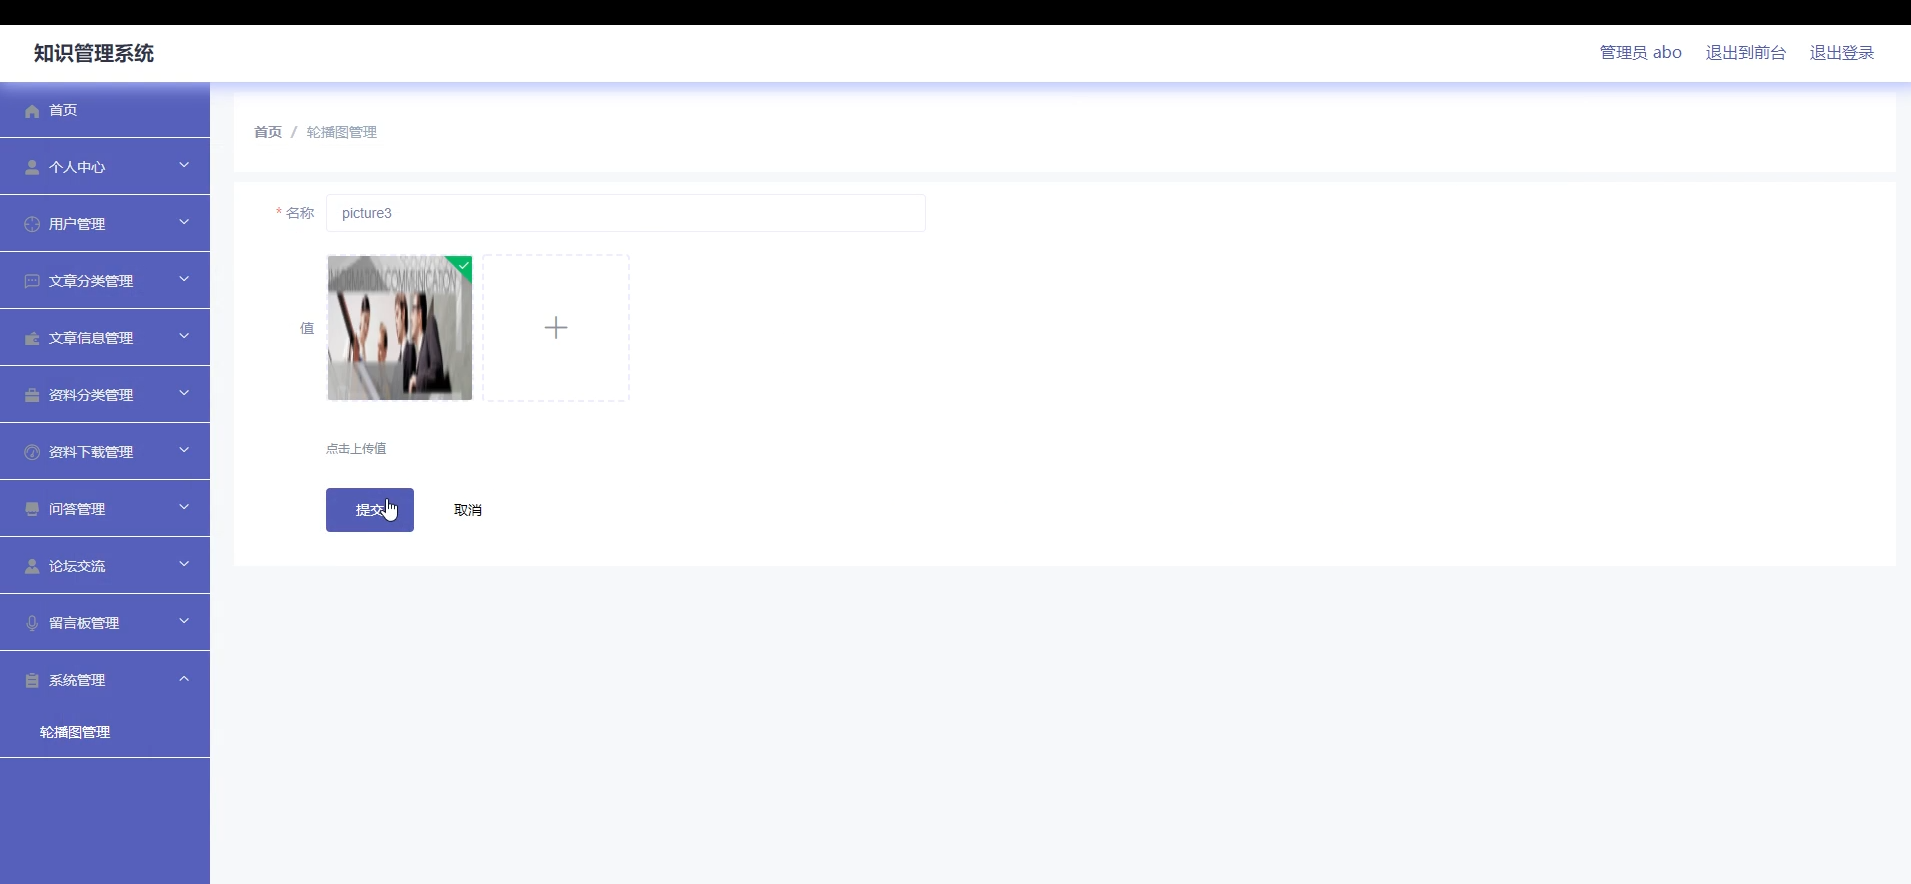 知识管理系统
管理员 abo 退出到前台 退出登录
首页
个人中心
用户管理
文章分类管理
文章信息管理
资料分类管理
资料下载管理
问答管理
论坛交流
留言板管理
系统管理
轮播图管理
首页 / 轮播图管理
* 名称 picture3
值
INFORMATION COMMUNICATION
点击上传值
提交 取消